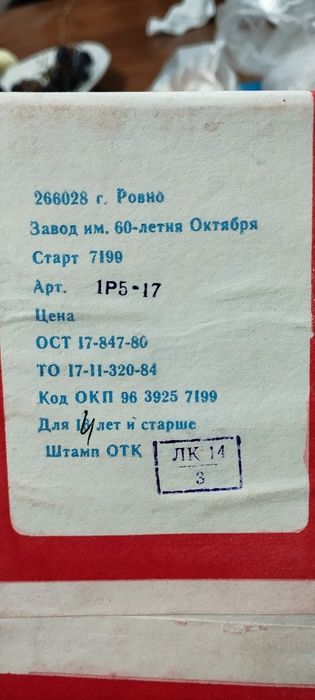 266028 г. Ровно
Завод им. 60-летия Октября
Старт 7199
Арт. 1Р5-17
Цена
ОСТ 17-847-80
ТО 17-11-320-84
Код ОКП 96 3925 7199
Для лет и старше
Штамп ОТК ЛК 14
3